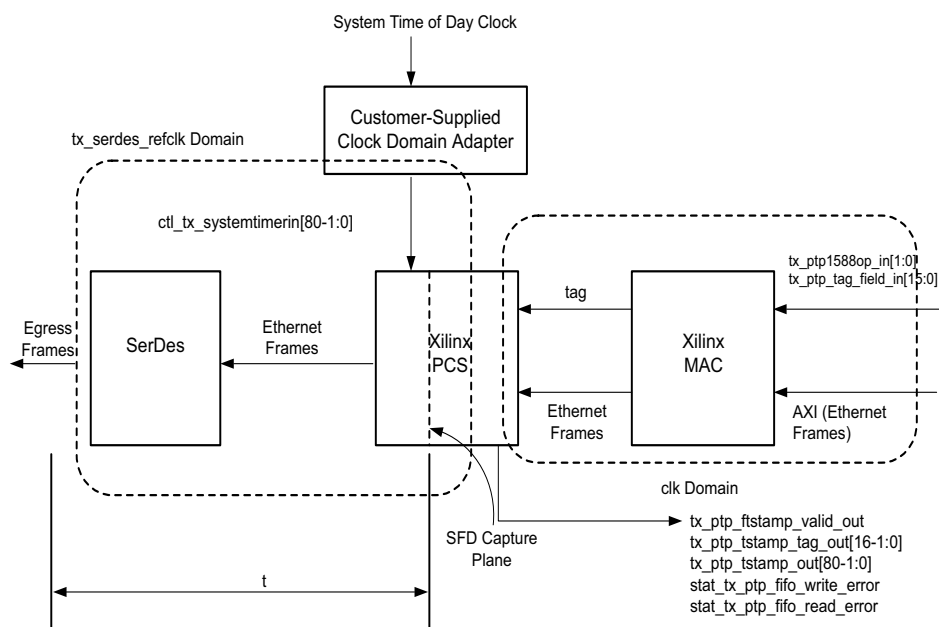 System Time of Day Clock
Customer-Supplied
Clock Domain Adapter
tx_serdes_refclk Domain
ctl_tx_systemtimerin[80-1:0]
tx_ptp1588op_in[1:0]
tx_ptp_tag_field_in[15:0]
tag
Egress
Frames
SerDes
Ethernet
Frames
Xilinx
PCS
Xilinx
MAC
Ethernet
Frames
AXI (Ethernet
Frames)
clk Domain
SFD Capture
Plane
tx_ptp_ftstamp_valid_out
tx_ptp_tstamp_tag_out[16-1:0]
tx_ptp_tstamp_out[80-1:0]
stat_tx_ptp_fifo_write_error
stat_tx_ptp_fifo_read_error
t